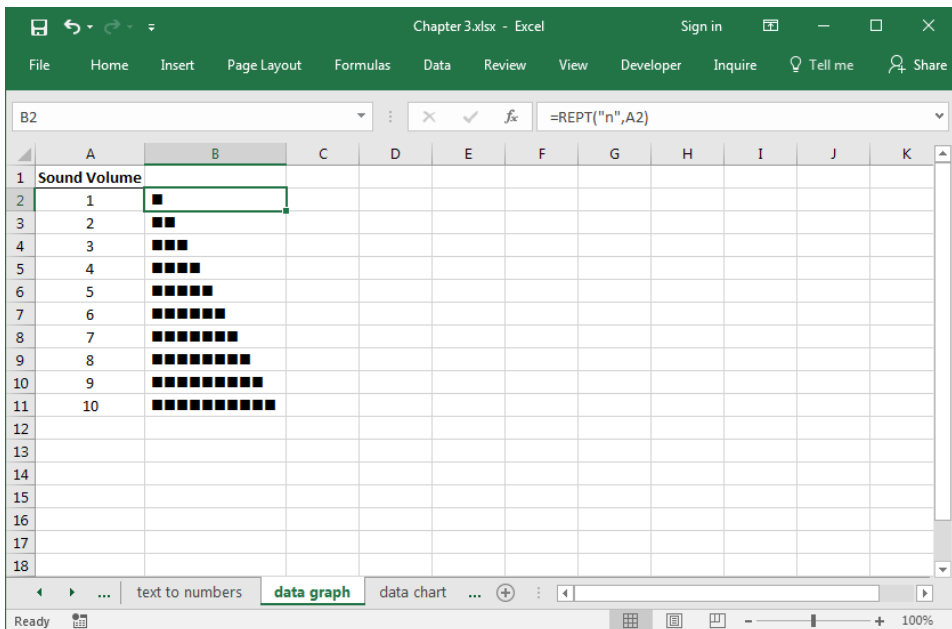 Chapter 3.xlsx - Excel Sign in
File Home Insert Page Layout Formulas Data Review View Developer Inquire Tell me Share
B2 fx =REPT("n",A2)
A B C D E F G H I J K
1 Sound Volume
2 1 ■
3 2 ■■
4 3 ■■■
5 4 ■■■■
6 5 ■■■■■
7 6 ■■■■■■
8 7 ■■■■■■■
9 8 ■■■■■■■■
10 9 ■■■■■■■■■
11 10 ■■■■■■■■■■
12
13
14
15
16
17
18
... text to numbers data graph data chart ...
Ready 100%